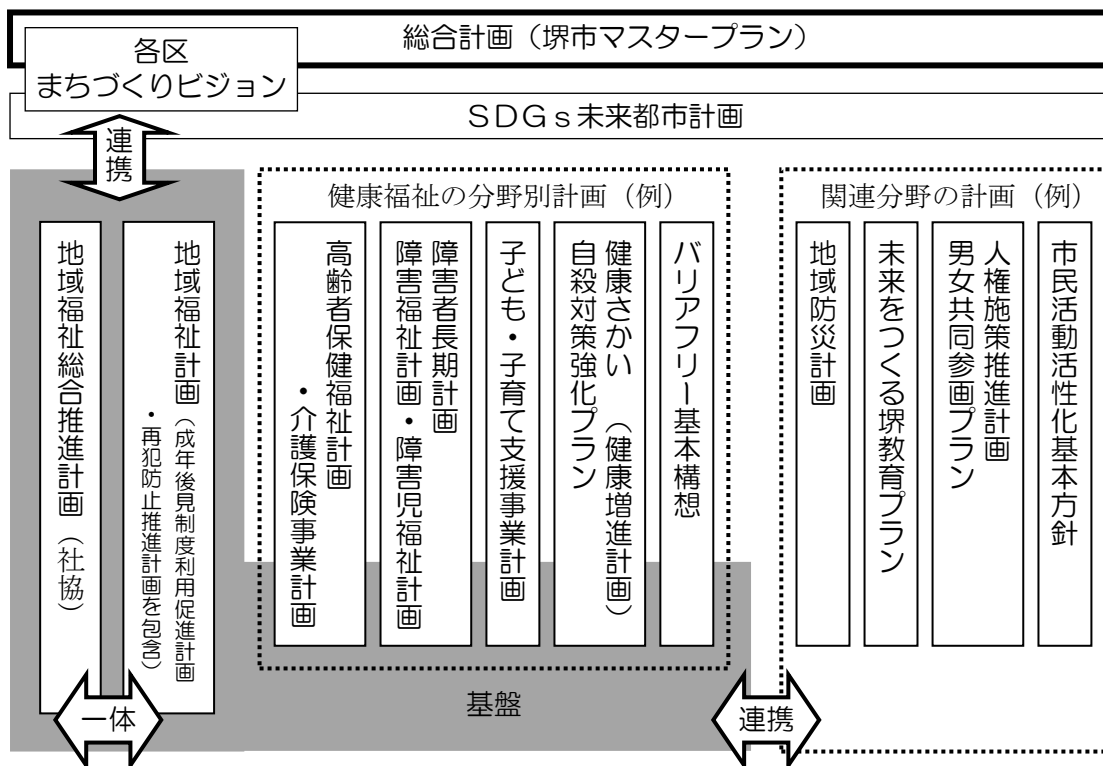 総合計画（堺市マスタープラン）
各区
まちづくりビジョン
ＳＤＧｓ未来都市計画
連携
地域福祉総合推進計画（社協）
地域福祉計画（成年後見制度利用促進計画
・再犯防止推進計画を包含）
一体
健康福祉の分野別計画（例）
高齢者保健福祉計画
・介護保険事業計画
障害者長期計画
障害福祉計画・障害児福祉計画
子ども・子育て支援事業計画
健康さかい（健康増進計画）
自殺対策強化プラン
バリアフリー基本構想
基盤
連携
関連分野の計画（例）
地域防災計画
未来をつくる堺教育プラン
人権施策推進計画
男女共同参画プラン
市民活動活性化基本方針